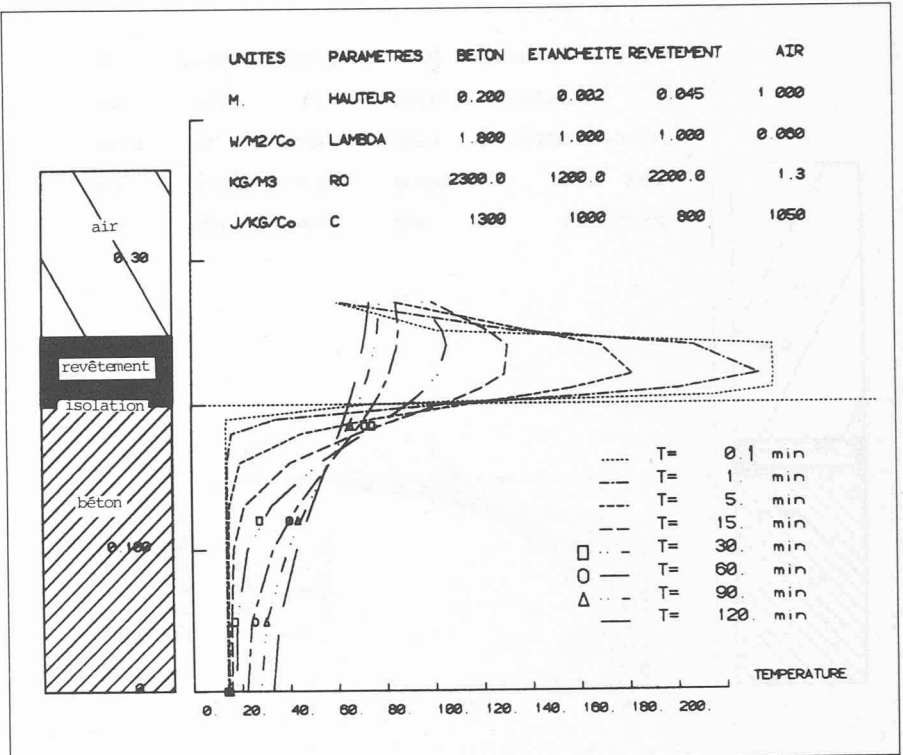 UNITES PARAMETRES BETON ETANCHEITE REVETEMENT AIR
M. HAUTEUR 0.200 0.002 0.045 1.000
W/M2/Co LAMBDA 1.800 1.000 1.000 0.060
KG/M3 RO 2300.0 1200.0 2200.0 1.3
J/KG/Co C 1300 1000 800 1050
air
0.30
revêtement
isolation
béton
0.100
0
T= 0.1 min
T= 1. min
T= 5. min
T= 15. min
T= 30. min
T= 60. min
T= 90. min
T= 120. min
TEMPERATURE
0. 20. 40. 60. 80. 100. 120. 140. 160. 180. 200.